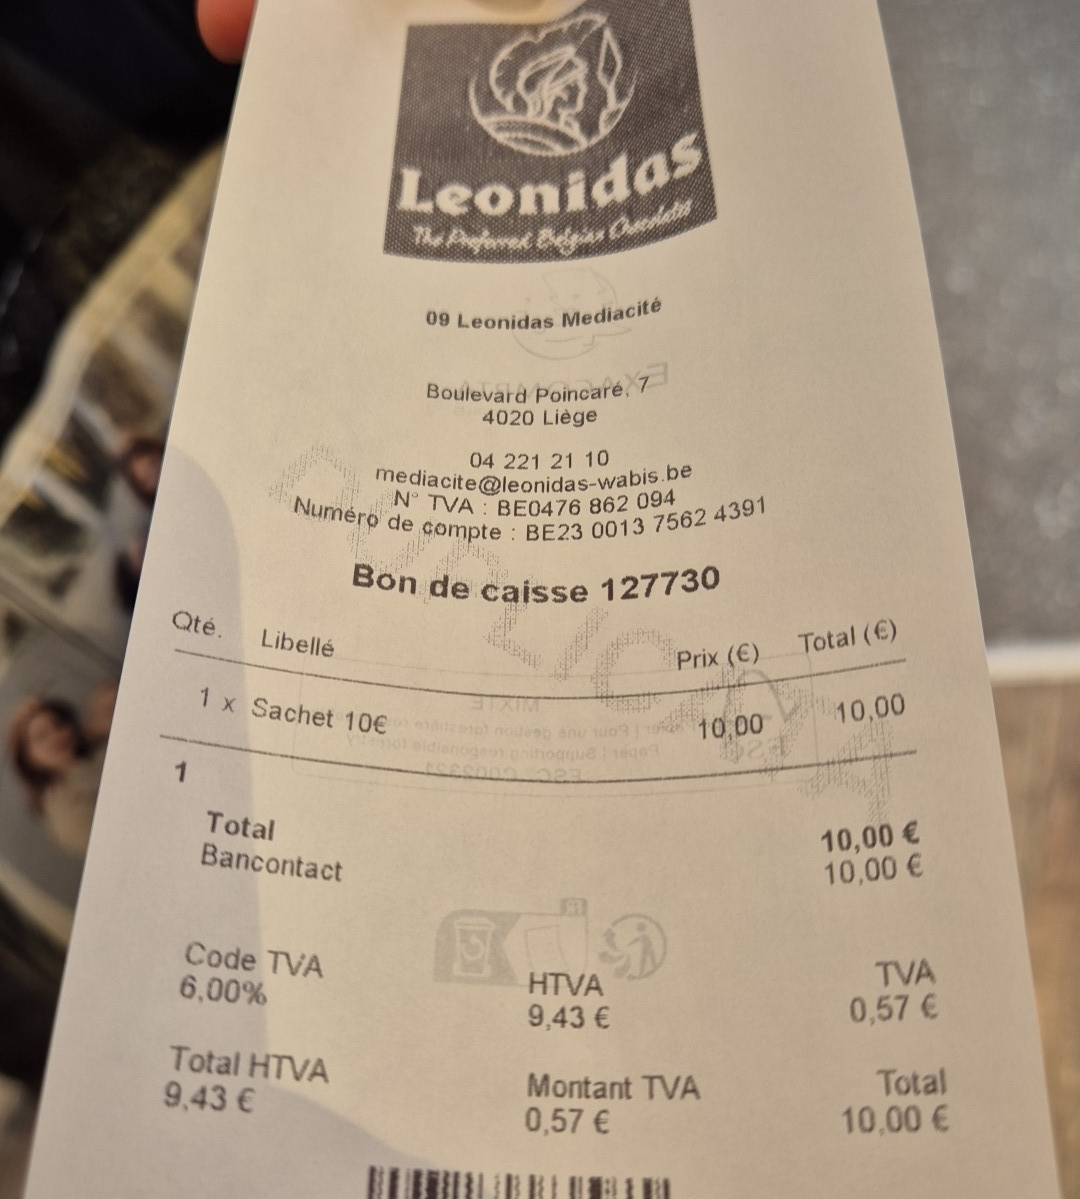 Leonidas
The Preferred Belgian Chocolates
09 Leonidas Mediacité
Boulevard Poincaré, 7
4020 Liège
04 221 21 10
mediacite@leonidas-wabis.be
N° TVA : BE0476 862 094
Numéro de compte : BE23 0013 7562 4391
Bon de caisse 127730
Qté. Libellé Prix (€) Total (€)
1 x Sachet 10€ 10,00 10,00
1
Total 10,00 €
Bancontact 10,00 €
Code TVA HTVA TVA
6,00% 9,43 € 0,57 €
Total HTVA Montant TVA Total
9,43 € 0,57 € 10,00 €